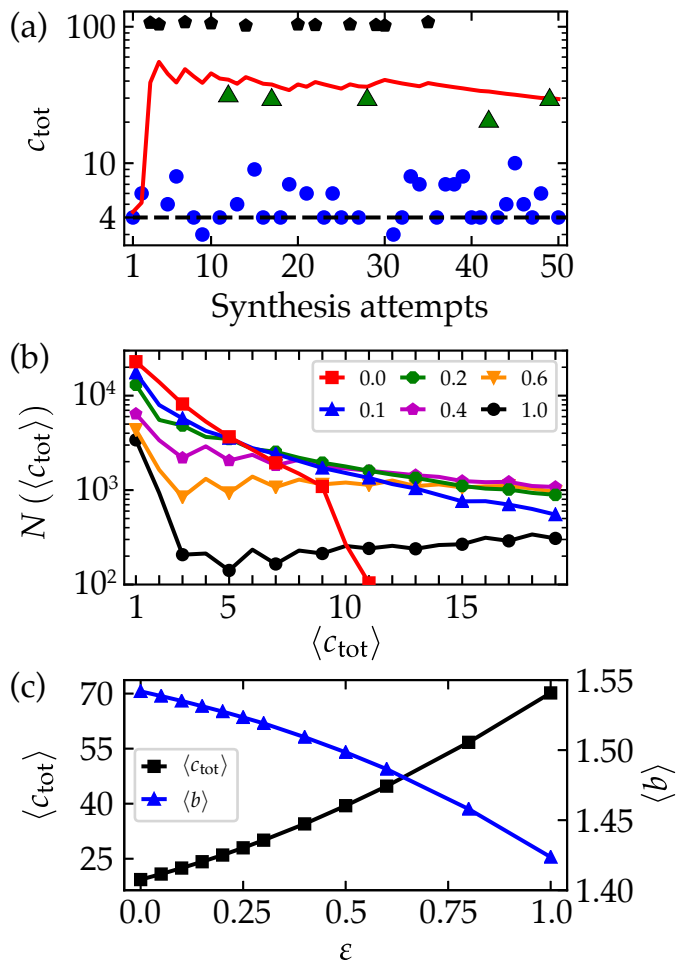 (a)
100
10
4
c_tot
1 10 20 30 40 50
Synthesis attempts
(b)
10^4
10^3
10^2
N (⟨c_tot⟩)
0.0 0.2 0.6
0.1 0.4 1.0
1 5 10 15
⟨c_tot⟩
(c)
70
55
40
25
⟨c_tot⟩
⟨c_tot⟩
⟨b⟩
1.55
1.50
1.45
1.40
⟨b⟩
0.0 0.25 0.5 0.75 1.0
ε